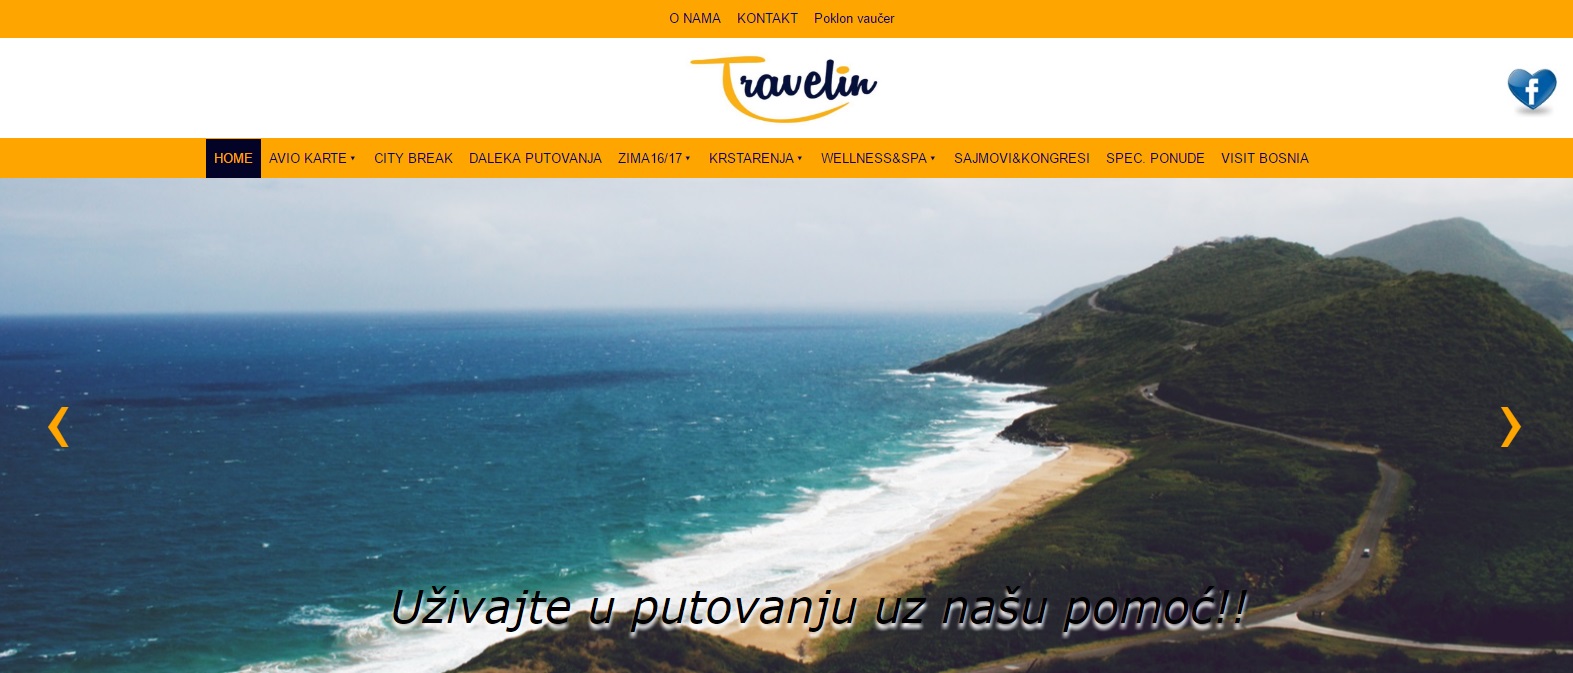 O NAMA KONTAKT Poklon vaučer
Travelin
f
HOME AVIO KARTE CITY BREAK DALEKA PUTOVANJA ZIMA16/17 KRSTARENJA WELLNESS&SPA SAJMOVI&KONGRESI SPEC. PONUDE VISIT BOSNIA
Uživajte u putovanju uz našu pomoć!!